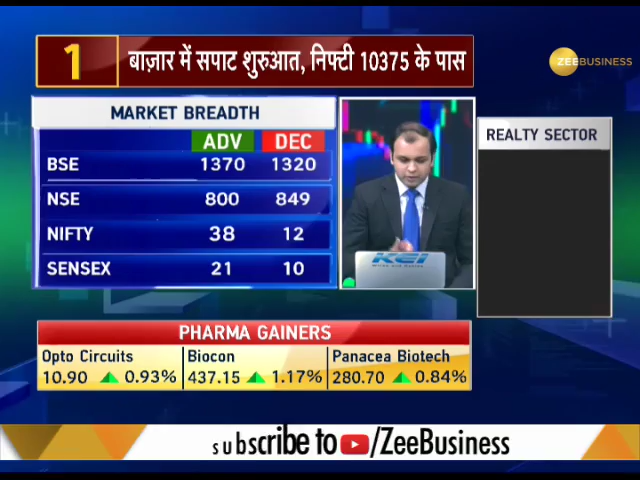 1
बाज़ार में सपाट शुरुआत, निफ्टी 10375 के पास
ZEEBUSINESS
MARKET BREADTH
ADV DEC
BSE 1370 1320
NSE 800 849
NIFTY 38 12
SENSEX 21 10
KEI
REALTY SECTOR
PHARMA GAINERS
Opto Circuits Biocon Panacea Biotech
10.90 0.93% 437.15 1.17% 280.70 0.84%
subscribe to /ZeeBusiness